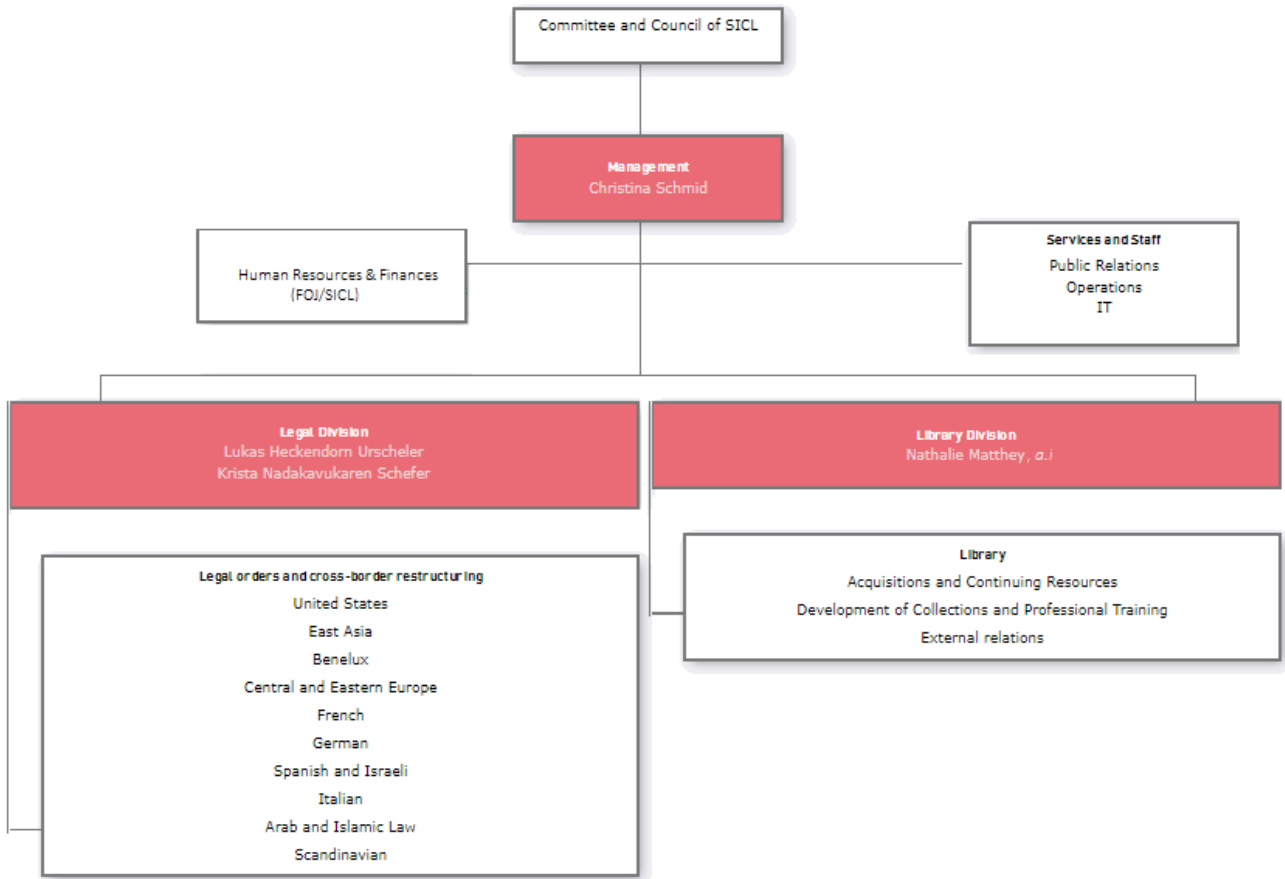 Committee and Council of SICL
Management
Christina Schmid
Human Resources & Finances
(FOJ/SICL)
Services and Staff
Public Relations
Operations
IT
Legal Division
Lukas Heckendorn Urscheler
Krista Nadakavukaren Schefer
Library Division
Nathalie Matthey, a.i
Legal orders and cross-border restructuring
United States
East Asia
Benelux
Central and Eastern Europe
French
German
Spanish and Israeli
Italian
Arab and Islamic Law
Scandinavian
Library
Acquisitions and Continuing Resources
Development of Collections and Professional Training
External relations